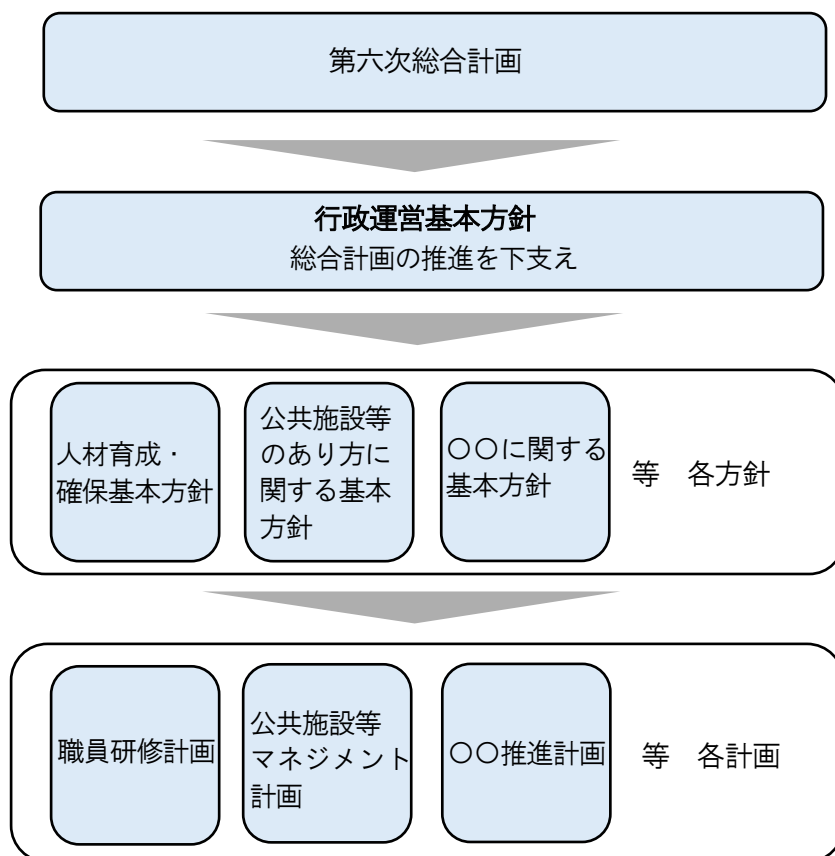 第六次総合計画
行政運営基本方針
総合計画の推進を下支え
人材育成・
確保基本方針
公共施設等
のあり方に
関する基本
方針
〇〇に関する
基本方針
等　各方針
職員研修計画
公共施設等
マネジメント
計画
〇〇推進計画
等　各計画